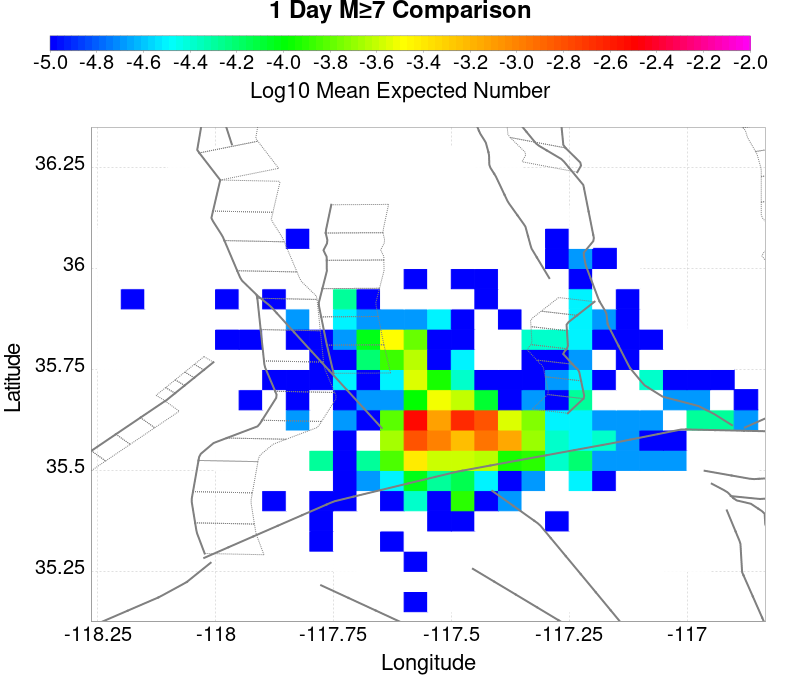 1 Day M≥7 Comparison
-5.0 -4.8 -4.6 -4.4 -4.2 -4.0 -3.8 -3.6 -3.4 -3.2 -3.0 -2.8 -2.6 -2.4 -2.2 -2.0
Log10 Mean Expected Number
36.25
36
35.75
35.5
35.25
Latitude
-118.25 -118 -117.75 -117.5 -117.25 -117
Longitude